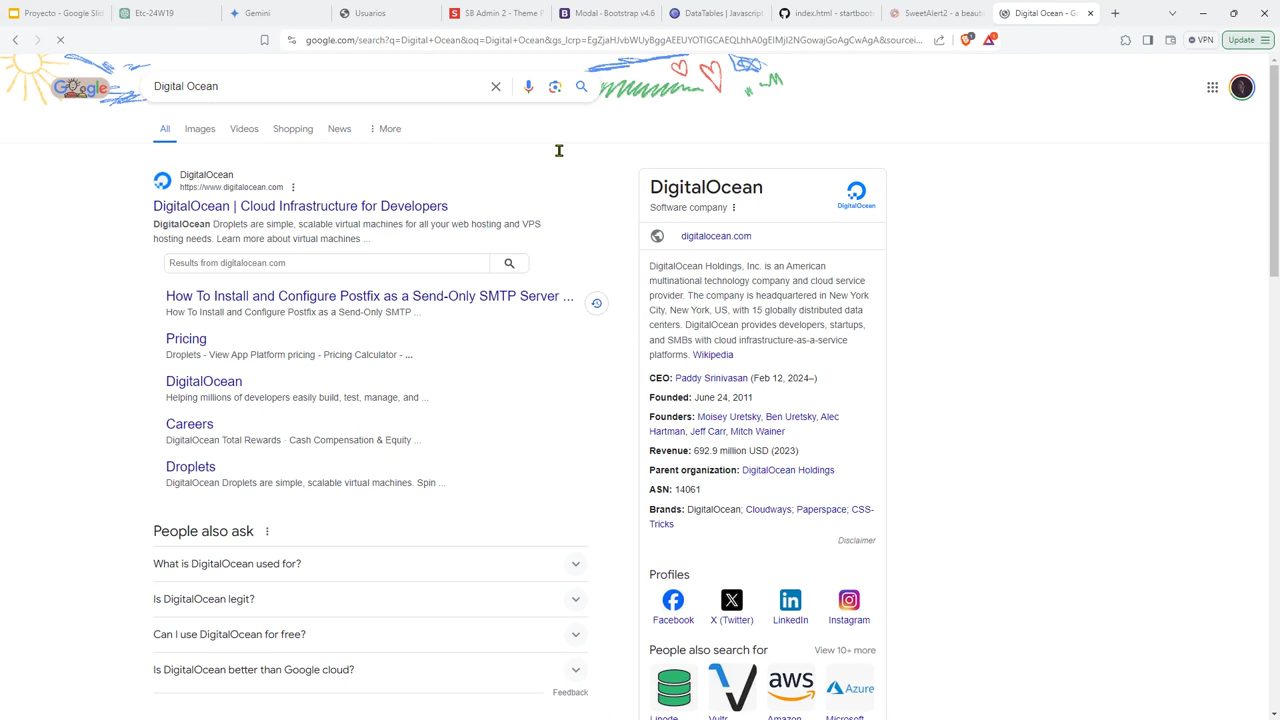 Proyecto - Google Slid
Etc-24W19
Gemini
Usuarios
SB Admin 2 - Theme P
Modal · Bootstrap v4.6
DataTables | Javascript
index.html - startboots
SweetAlert2 - a beauti
Digital Ocean - G
google.com/search?q=Digital+Ocean&oq=Digital+Ocean&gs_lcrp=EgZjaHJvbWUyBggAEEUYOTIGCAEQLhhA0gEIMjI2NGowajGoAgCwAgA&sourcei...
VPN
Update
Google
Digital Ocean
All
Images
Videos
Shopping
News
More
DigitalOcean
https://www.digitalocean.com
DigitalOcean | Cloud Infrastructure for Developers
DigitalOcean Droplets are simple, scalable virtual machines for all your web hosting and VPS
hosting needs. Learn more about virtual machines ...
Results from digitalocean.com
How To Install and Configure Postfix as a Send-Only SMTP Server ...
How To Install and Configure Postfix as a Send-Only SMTP ...
Pricing
Droplets - View App Platform pricing - Pricing Calculator - ...
DigitalOcean
Helping millions of developers easily build, test, manage, and ...
Careers
DigitalOcean Total Rewards · Cash Compensation & Equity ...
Droplets
DigitalOcean Droplets are simple, scalable virtual machines. Spin ...
People also ask
What is DigitalOcean used for?
Is DigitalOcean legit?
Can I use DigitalOcean for free?
Is DigitalOcean better than Google cloud?
Feedback
DigitalOcean
Software company
DigitalOcean
digitalocean.com
DigitalOcean Holdings, Inc. is an American
multinational technology company and cloud service
provider. The company is headquartered in New York
City, New York, US, with 15 globally distributed data
centers. DigitalOcean provides developers, startups,
and SMBs with cloud infrastructure-as-a-service
platforms. Wikipedia
CEO: Paddy Srinivasan (Feb 12, 2024–)
Founded: June 24, 2011
Founders: Moisey Uretsky, Ben Uretsky, Alec
Hartman, Jeff Carr, Mitch Wainer
Revenue: 692.9 million USD (2023)
Parent organization: DigitalOcean Holdings
ASN: 14061
Brands: DigitalOcean; Cloudways; Paperspace; CSS-
Tricks
Disclaimer
Profiles
Facebook
X (Twitter)
LinkedIn
Instagram
People also search for
View 10+ more
aws
Azure
Linode
Vultr
Amazon
Microsoft